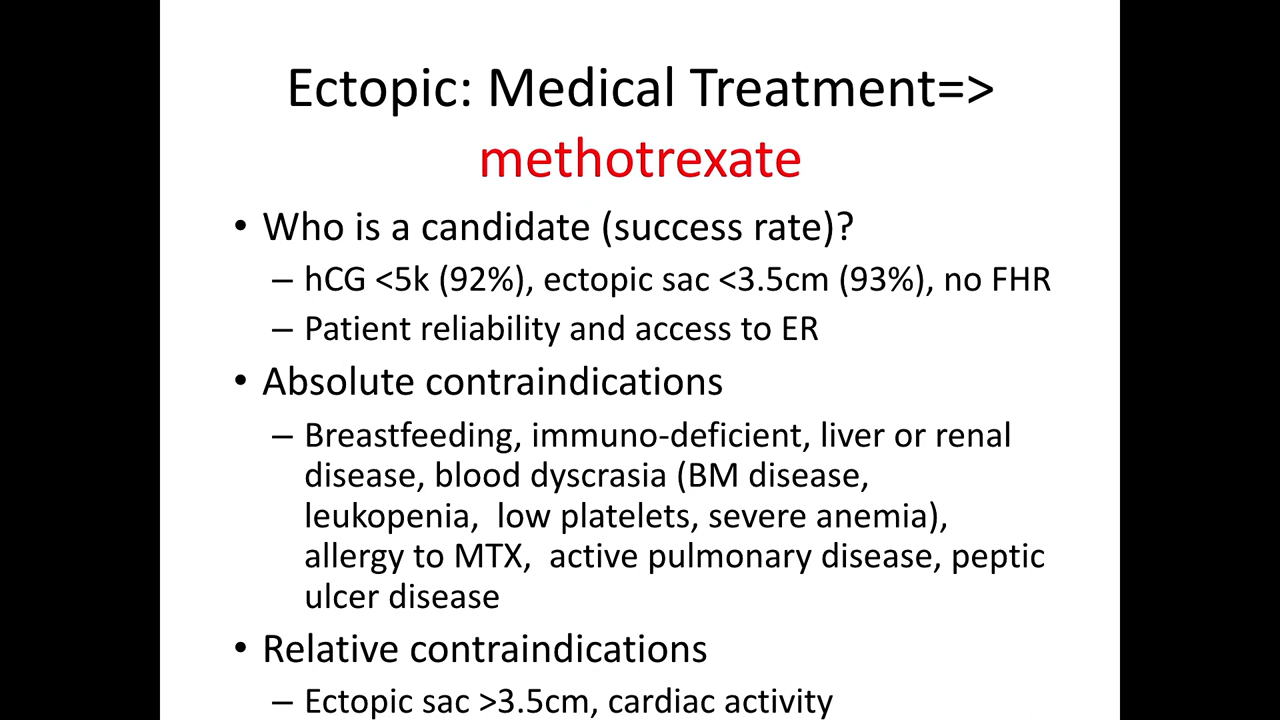 Ectopic: Medical Treatment=>
methotrexate
• Who is a candidate (success rate)?
– hCG <5k (92%), ectopic sac <3.5cm (93%), no FHR
– Patient reliability and access to ER
• Absolute contraindications
– Breastfeeding, immuno-deficient, liver or renal
disease, blood dyscrasia (BM disease,
leukopenia,  low platelets, severe anemia),
allergy to MTX,  active pulmonary disease, peptic
ulcer disease
• Relative contraindications
– Ectopic sac >3.5cm, cardiac activity